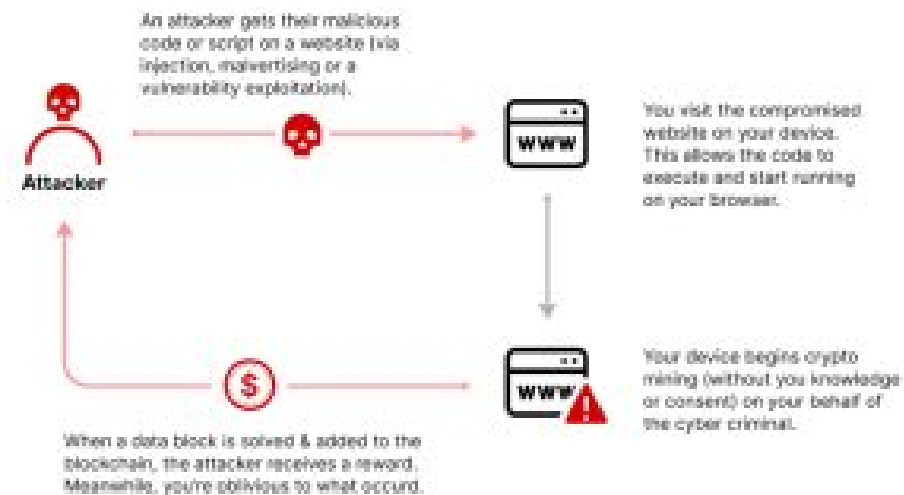 An attacker gets their malicious
code or script on a website (via
injection, malvertising or a
vulnerability exploitation).
Attacker
www
You visit the compromised
website on your device.
This allows the code to
execute and start running
on your browser.
www
Your device begins crypto
mining (without you knowledge
or consent) on your behalf of
the cyber criminal.
$
When a data block is solved & added to the
blockchain, the attacker receives a reward.
Meanwhile, you're oblivious to what occurd.